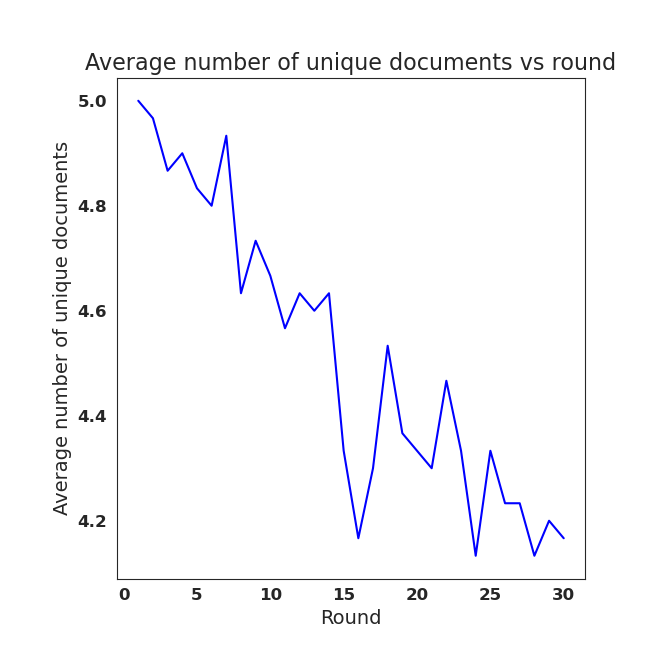 Average number of unique documents vs round
Average number of unique documents
5.0
4.8
4.6
4.4
4.2
0 5 10 15 20 25 30
Round